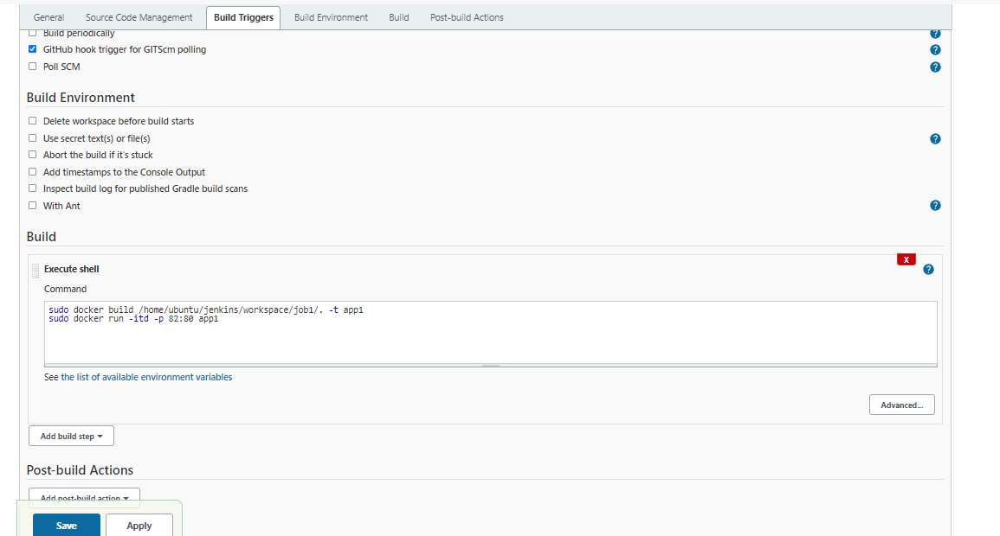 General Source Code Management Build Triggers Build Environment Build Post-build Actions
Build periodically ?
GitHub hook trigger for GITScm polling ?
Poll SCM ?
Build Environment
Delete workspace before build starts
Use secret text(s) or file(s) ?
Abort the build if it's stuck
Add timestamps to the Console Output
Inspect build log for published Gradle build scans
With Ant ?
Build
X
Execute shell ?
Command
sudo docker build /home/ubuntu/jenkins/workspace/job1/. -t app1
sudo docker run -itd -p 82:80 app1
See the list of available environment variables
Advanced...
Add build step
Post-build Actions
Add post-build action
Save Apply